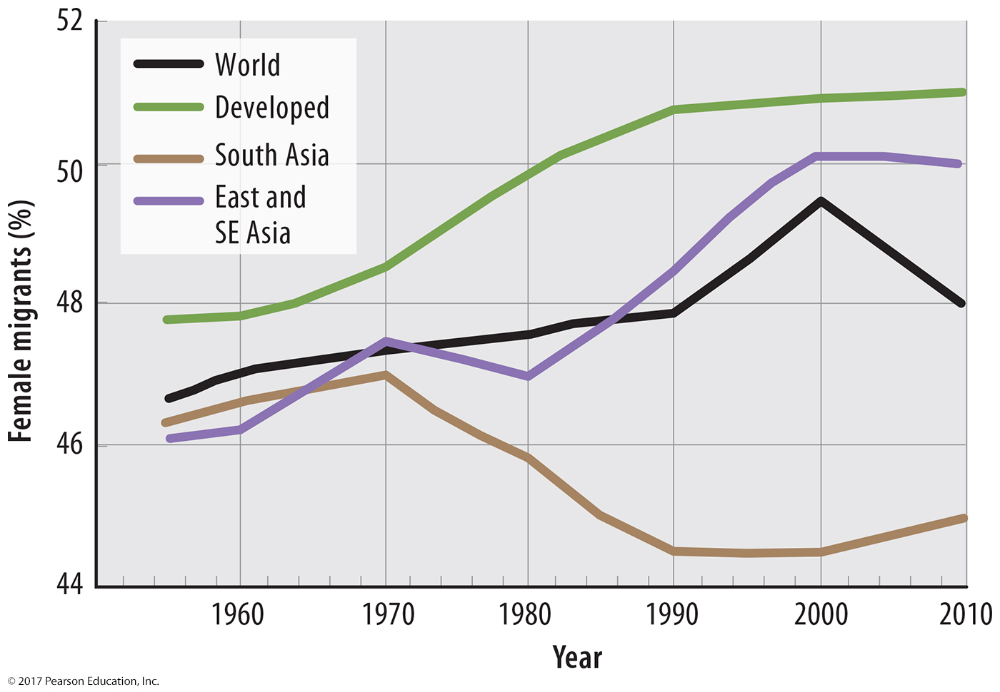 52
World
Developed
South Asia
50
East and
SE Asia
48
46
44
Female migrants (%)
1960 1970 1980 1990 2000 2010
Year
© 2017 Pearson Education, Inc.